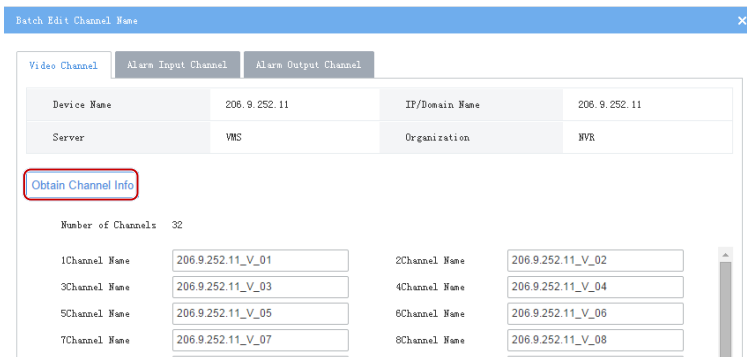 Batch Edit Channel Name
Video Channel Alarm Input Channel Alarm Output Channel
Device Name 206.9.252.11 IP/Domain Name 206.9.252.11
Server VMS Organization NVR
Obtain Channel Info
Number of Channels 32
1Channel Name 206.9.252.11_V_01 2Channel Name 206.9.252.11_V_02
3Channel Name 206.9.252.11_V_03 4Channel Name 206.9.252.11_V_04
5Channel Name 206.9.252.11_V_05 6Channel Name 206.9.252.11_V_06
7Channel Name 206.9.252.11_V_07 8Channel Name 206.9.252.11_V_08